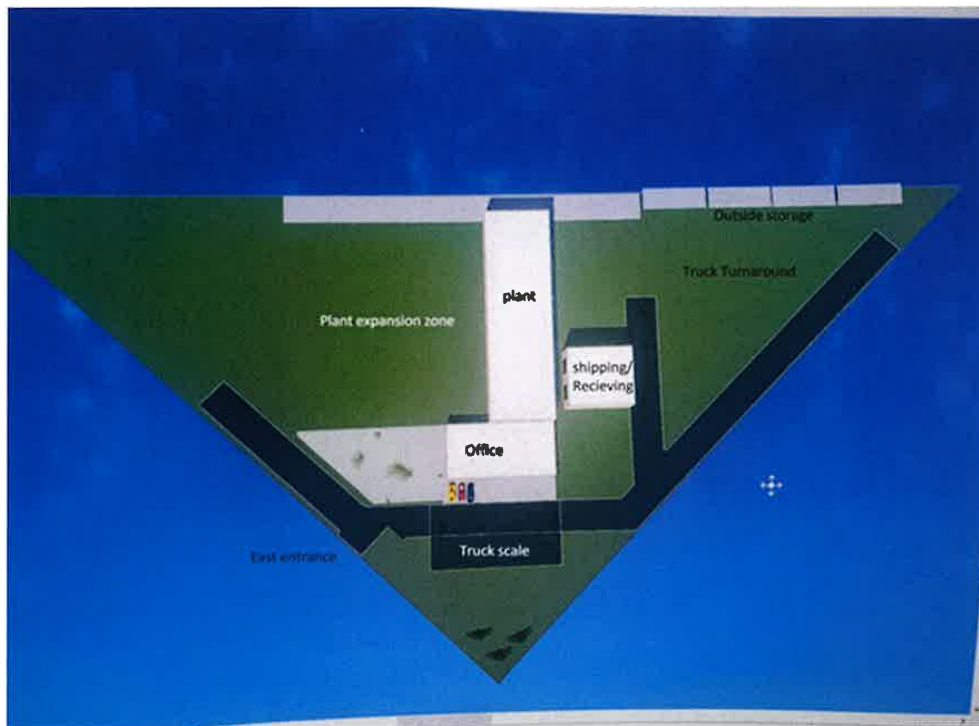 Outside storage
Truck Turnaround
plant
Plant expansion zone
shipping/
Recieving
Office
Truck scale
East entrance